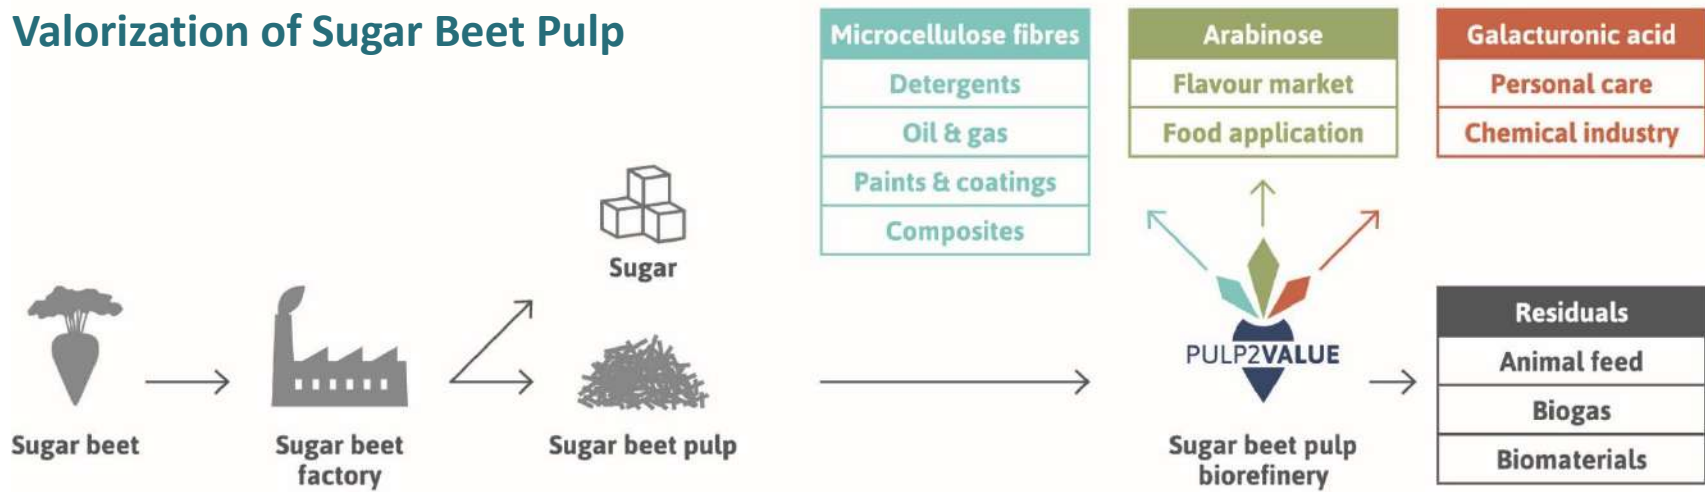 Valorization of Sugar Beet Pulp
Microcellulose fibres
Detergents
Oil & gas
Paints & coatings
Composites
Arabinose
Flavour market
Food application
Galacturonic acid
Personal care
Chemical industry
Sugar
Sugar beet
Sugar beet
factory
Sugar beet pulp
PULP2VALUE
Sugar beet pulp
biorefinery
Residuals
Animal feed
Biogas
Biomaterials